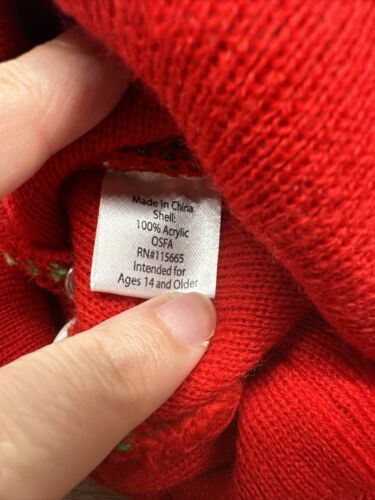 Made In China
Shell:
100% Acrylic
OSFA
RN#115665
Intended for
Ages 14 and Older